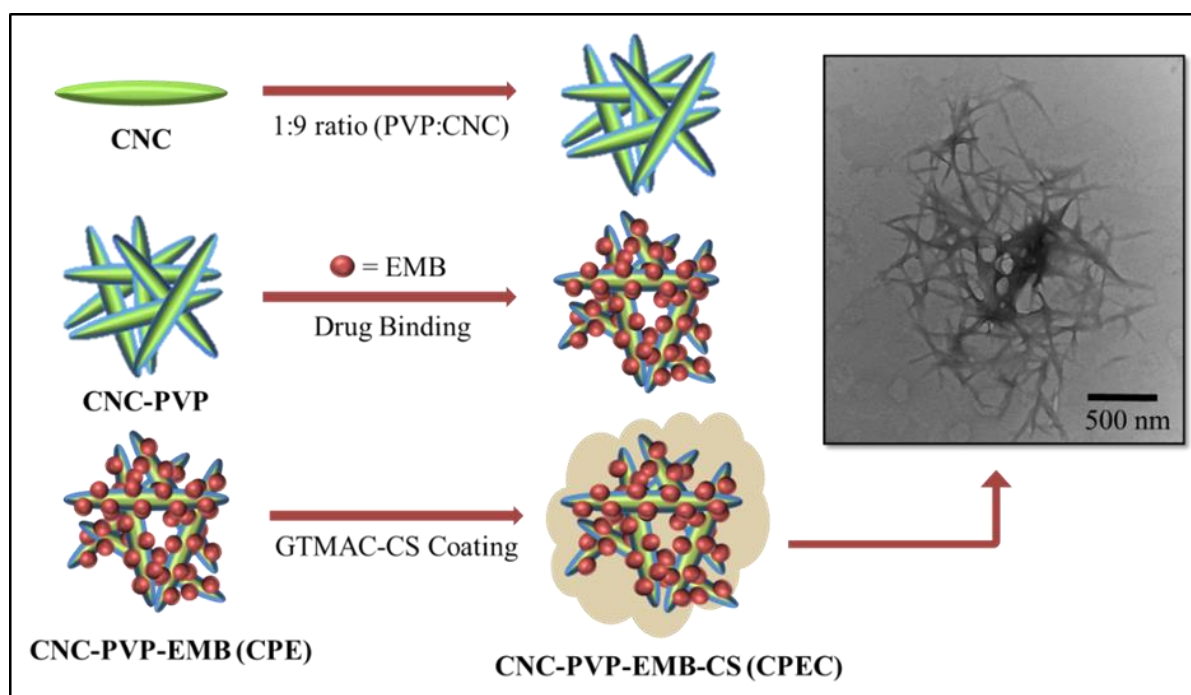 CNC
1:9 ratio (PVP:CNC)
CNC-PVP
= EMB
Drug Binding
CNC-PVP-EMB (CPE)
GTMAC-CS Coating
CNC-PVP-EMB-CS (CPEC)
500 nm